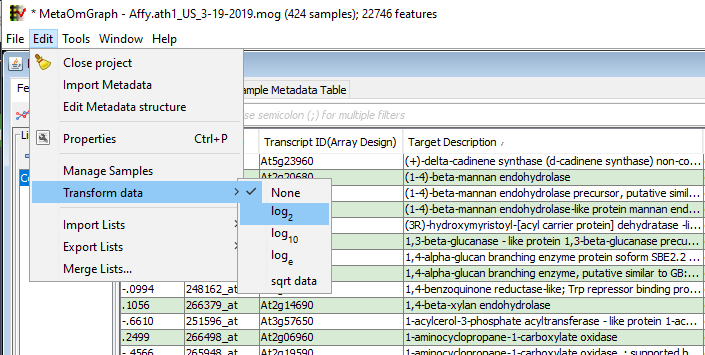 * MetaOmGraph - Affy.ath1_US_3-19-2019.mog (424 samples); 22746 features
File Edit Tools Window Help
Close project
Import Metadata
Edit Metadata structure
Properties Ctrl+P
Manage Samples
Transform data
Import Lists
Export Lists
Merge Lists...
None
log2
log10
loge
sqrt data
Fe
ample Metadata Table
se semicolon (;) for multiple filters
Li
Co
Transcript ID(Array Design) Target Description
At5g23960 (+)-delta-cadinene synthase (d-cadinene synthase) non-co...
At2g20680 (1-4)-beta-mannan endohydrolase
(1-4)-beta-mannan endohydrolase precursor, putative simil...
(1-4)-beta-mannan endohydrolase-like protein mannan end...
(3R)-hydroxymyristoyl-[acyl carrier protein] dehydratase -li...
1,3-beta-glucanase - like protein 1,3-beta-glucanase precu...
1,4-alpha-glucan branching enzyme protein soform SBE2.2 ...
1,4-alpha-glucan branching enzyme, putative similar to GB:...
-.0994 248162_at 1,4-benzoquinone reductase-like; Trp repressor binding pro...
.1056 266379_at At2g14690 1,4-beta-xylan endohydrolase
-.6610 251596_at At3g57650 1-acylcerol-3-phosphate acyltransferase - like protein 1-ac...
.2499 266498_at At2g06960 1-aminocyclopropane-1-carboxylate oxidase
-.4566 265948_at At2g19590 1-aminocyclopropane-1-carboxylate oxidase